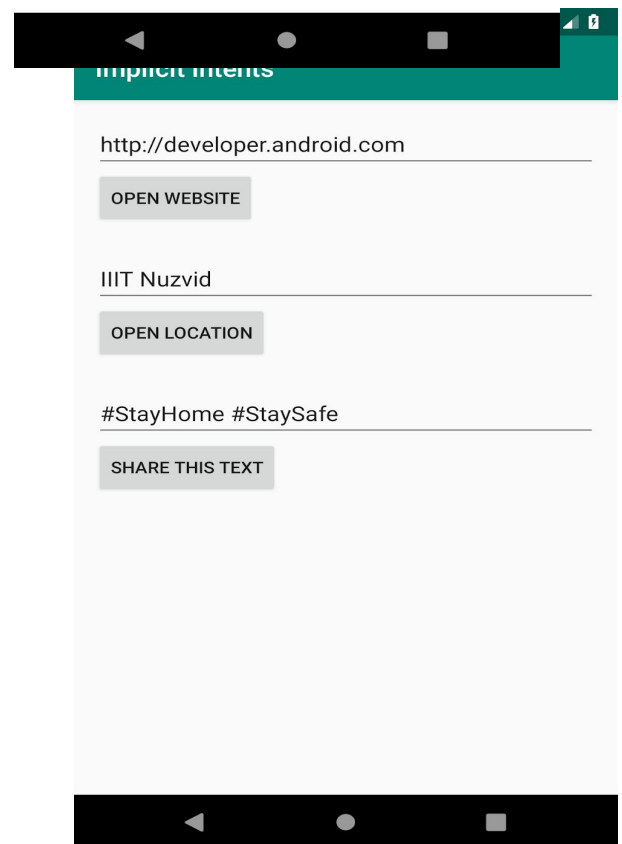 Implicit Intents
http://developer.android.com
OPEN WEBSITE
IIIT Nuzvid
OPEN LOCATION
#StayHome #StaySafe
SHARE THIS TEXT